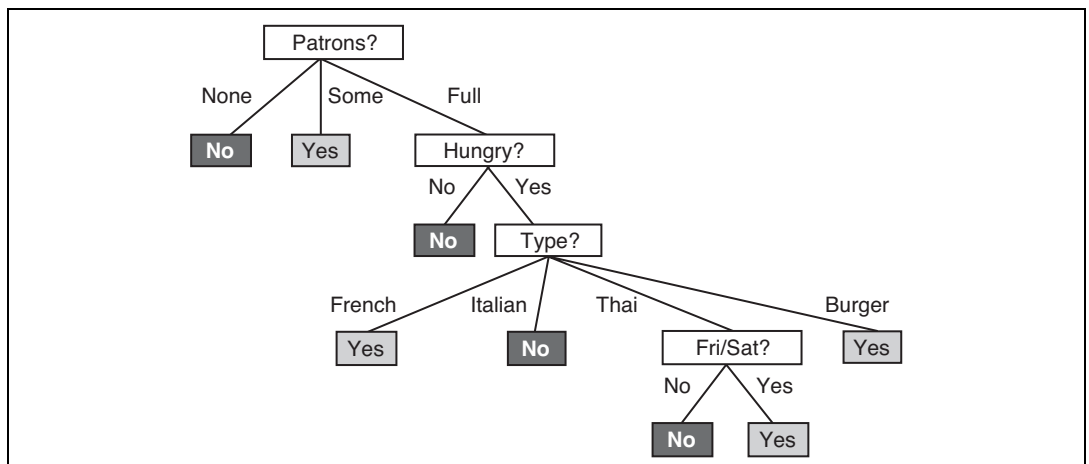 Patrons?
None Some Full
No Yes Hungry?
No Yes
No Type?
French Italian Thai Burger
Yes No Fri/Sat? Yes
No Yes
No Yes